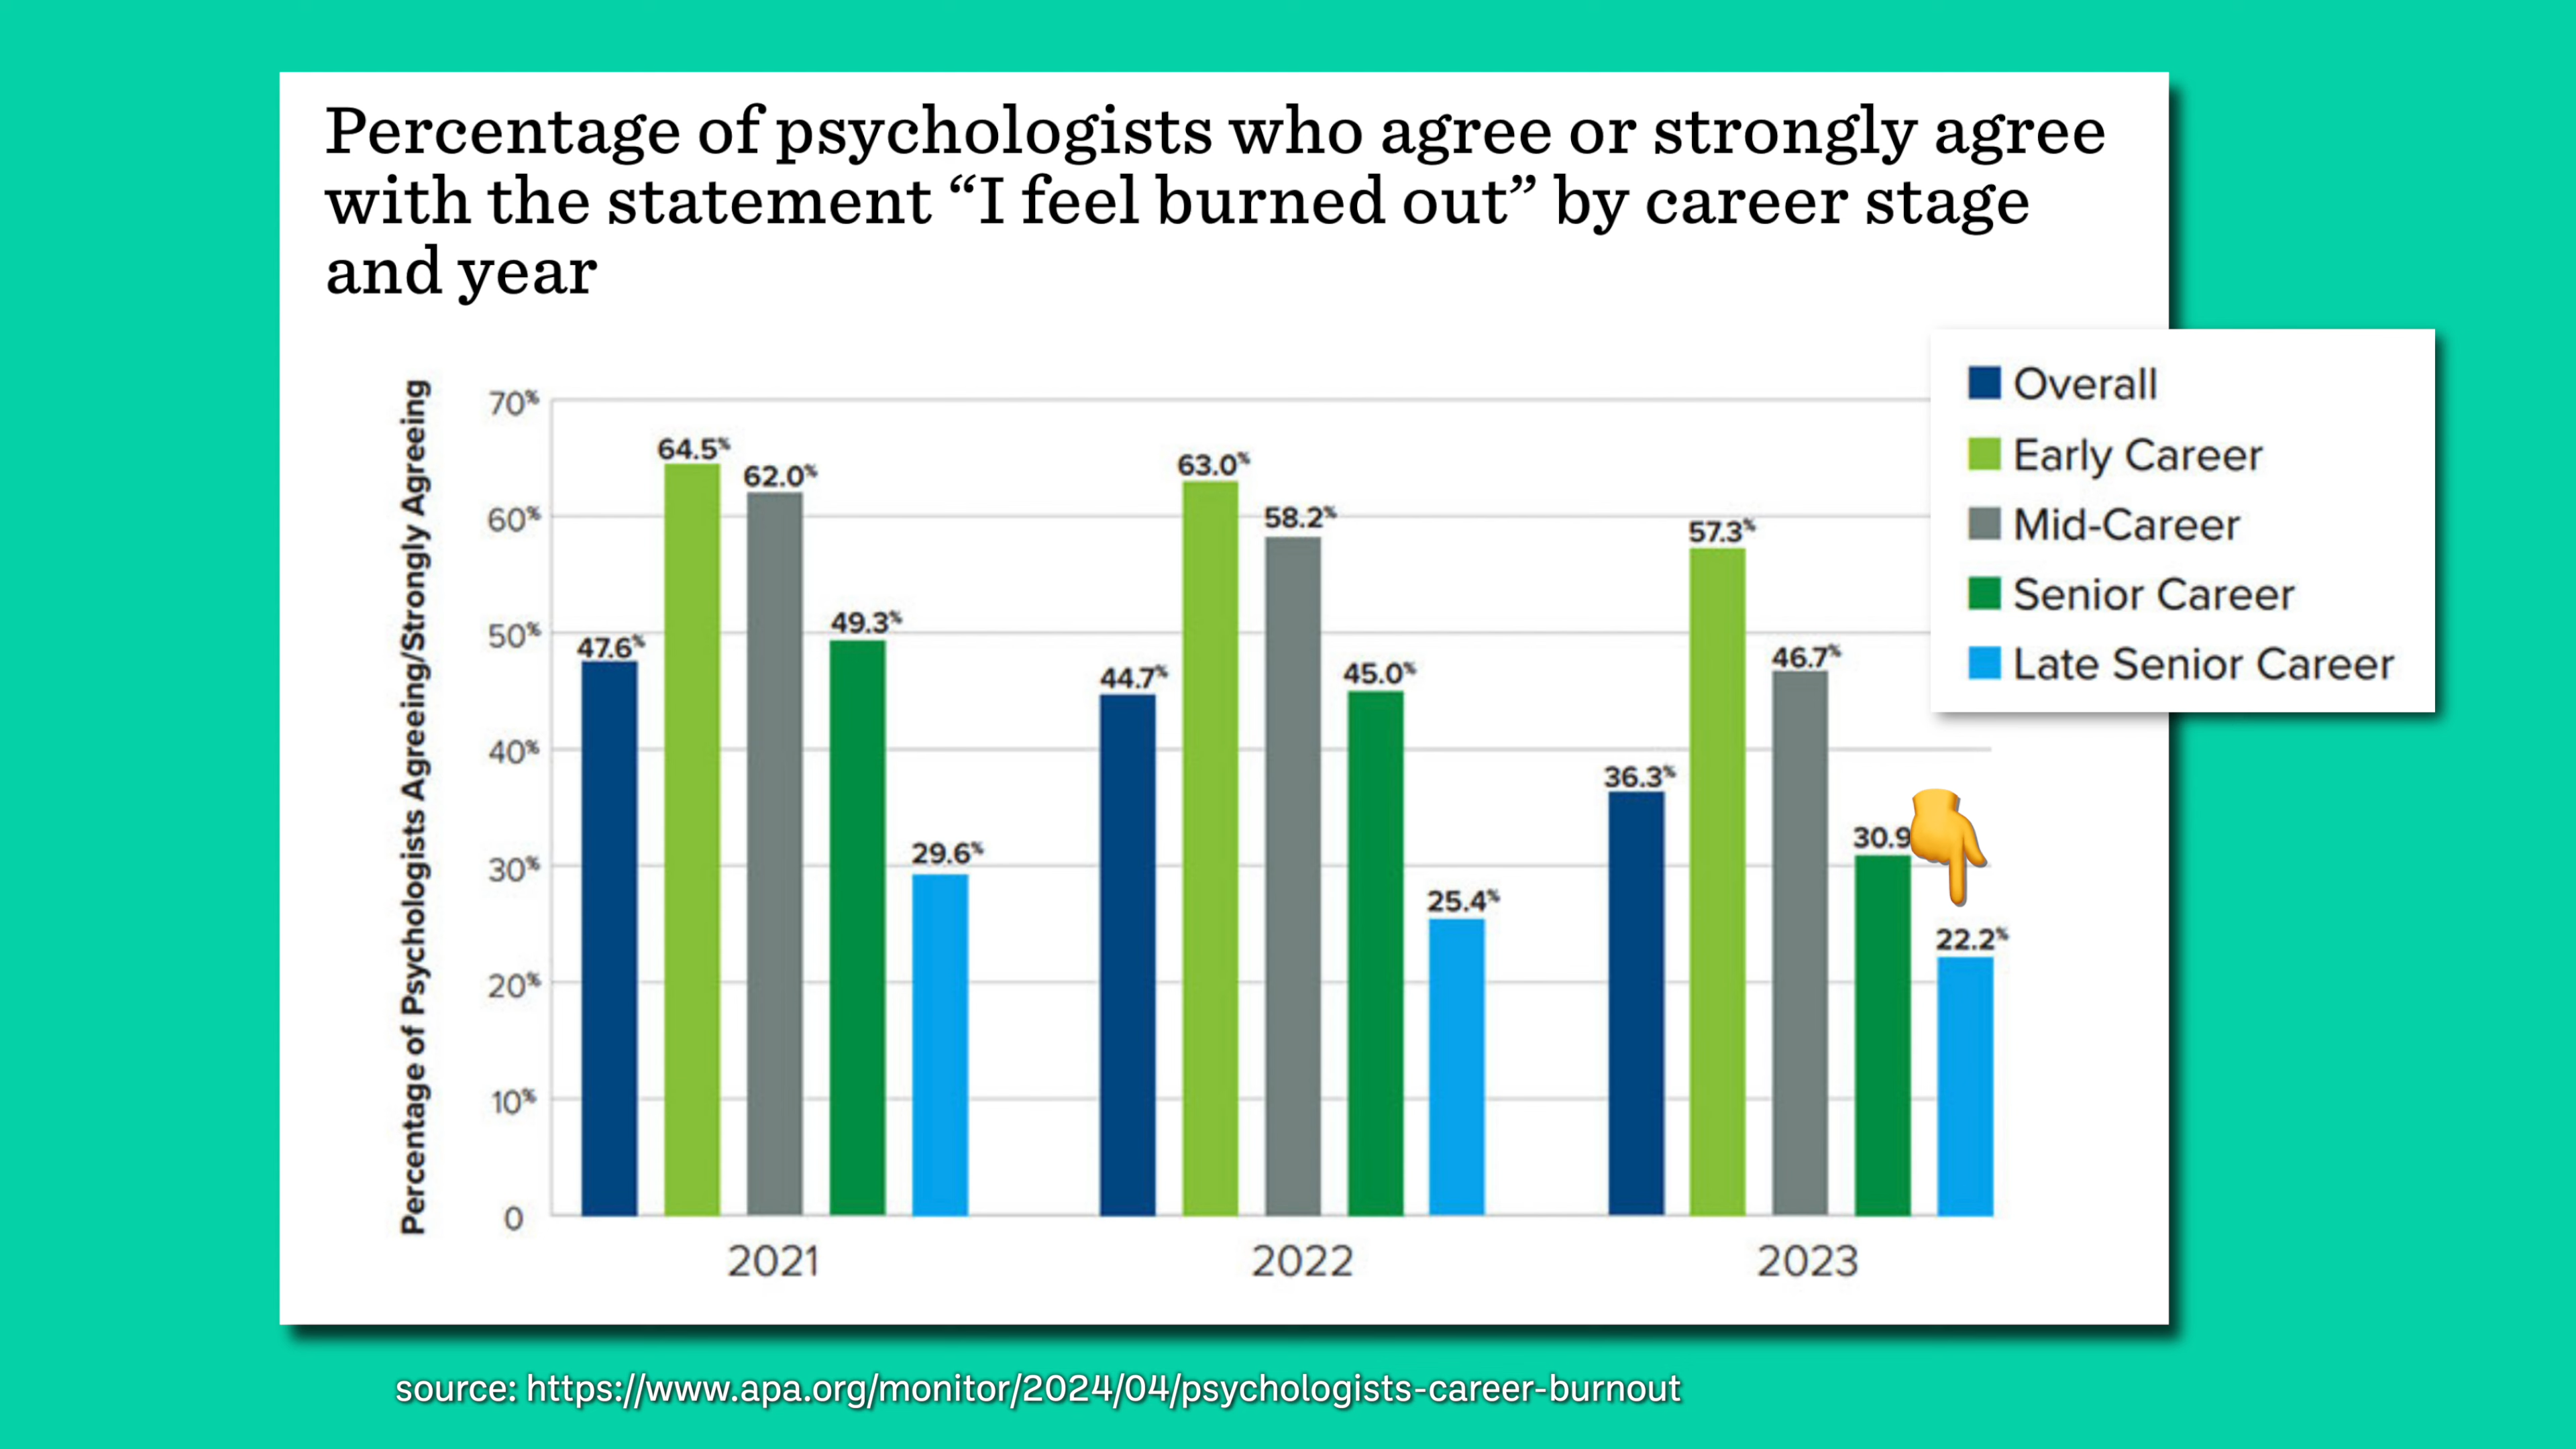 Percentage of psychologists who agree or strongly agree
with the statement “I feel burned out” by career stage
and year
Overall
Early Career
Mid-Career
Senior Career
Late Senior Career
Percentage of Psychologists Agreeing/Strongly Agreeing
70%
60%
50%
40%
30%
20%
10%
0
47.6%
64.5%
62.0%
49.3%
29.6%
44.7%
63.0%
58.2%
45.0%
25.4%
36.3%
57.3%
46.7%
30.9
22.2%
2021
2022
2023
source: https://www.apa.org/monitor/2024/04/psychologists-career-burnout